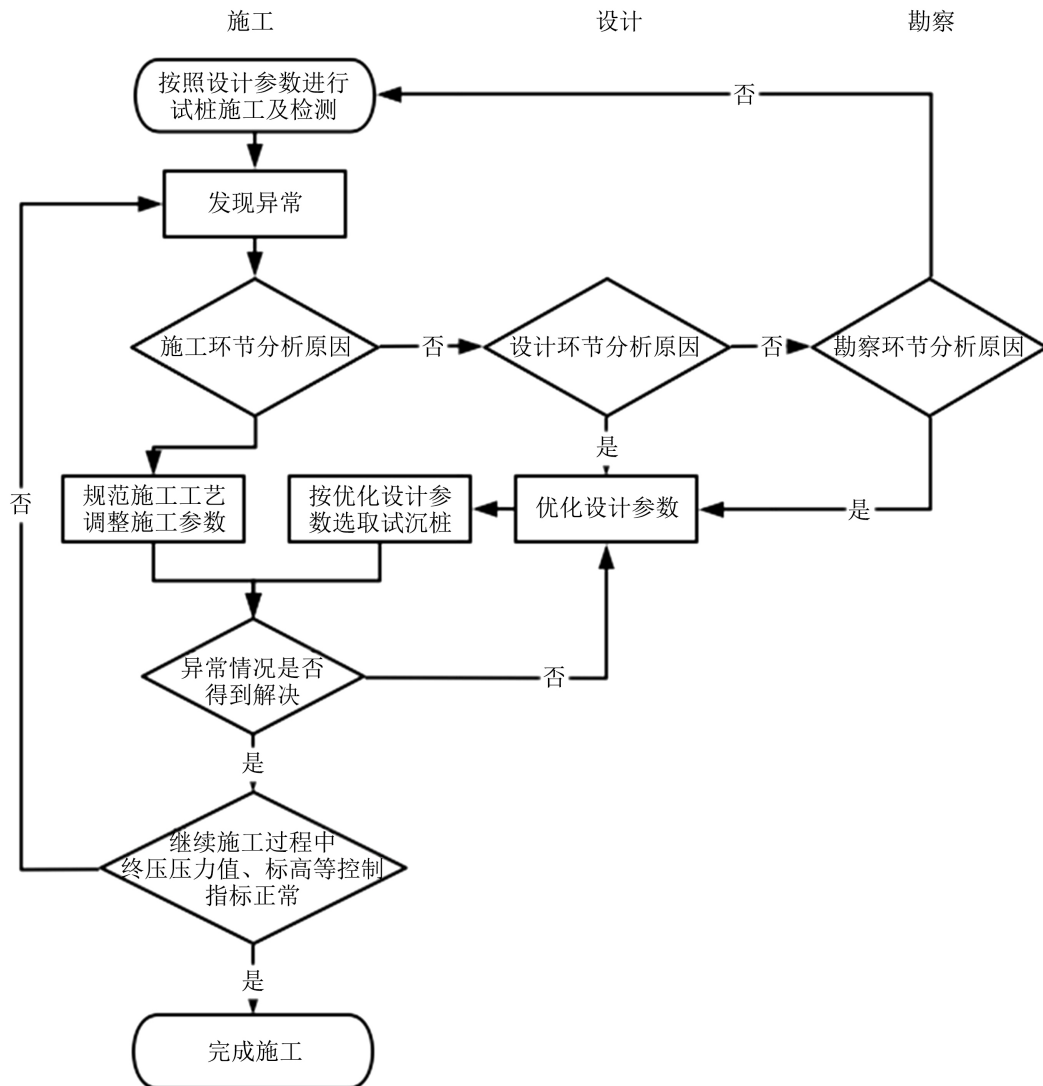 施工
设计
勘察
按照设计参数进行
试桩施工及检测
否
发现异常
施工环节分析原因
否
设计环节分析原因
否
勘察环节分析原因
是
否
规范施工工艺
调整施工参数
按优化设计参
数选取试沉桩
优化设计参数
是
异常情况是否
得到解决
否
是
继续施工过程中
终压压力值、标高等控制
指标正常
是
完成施工